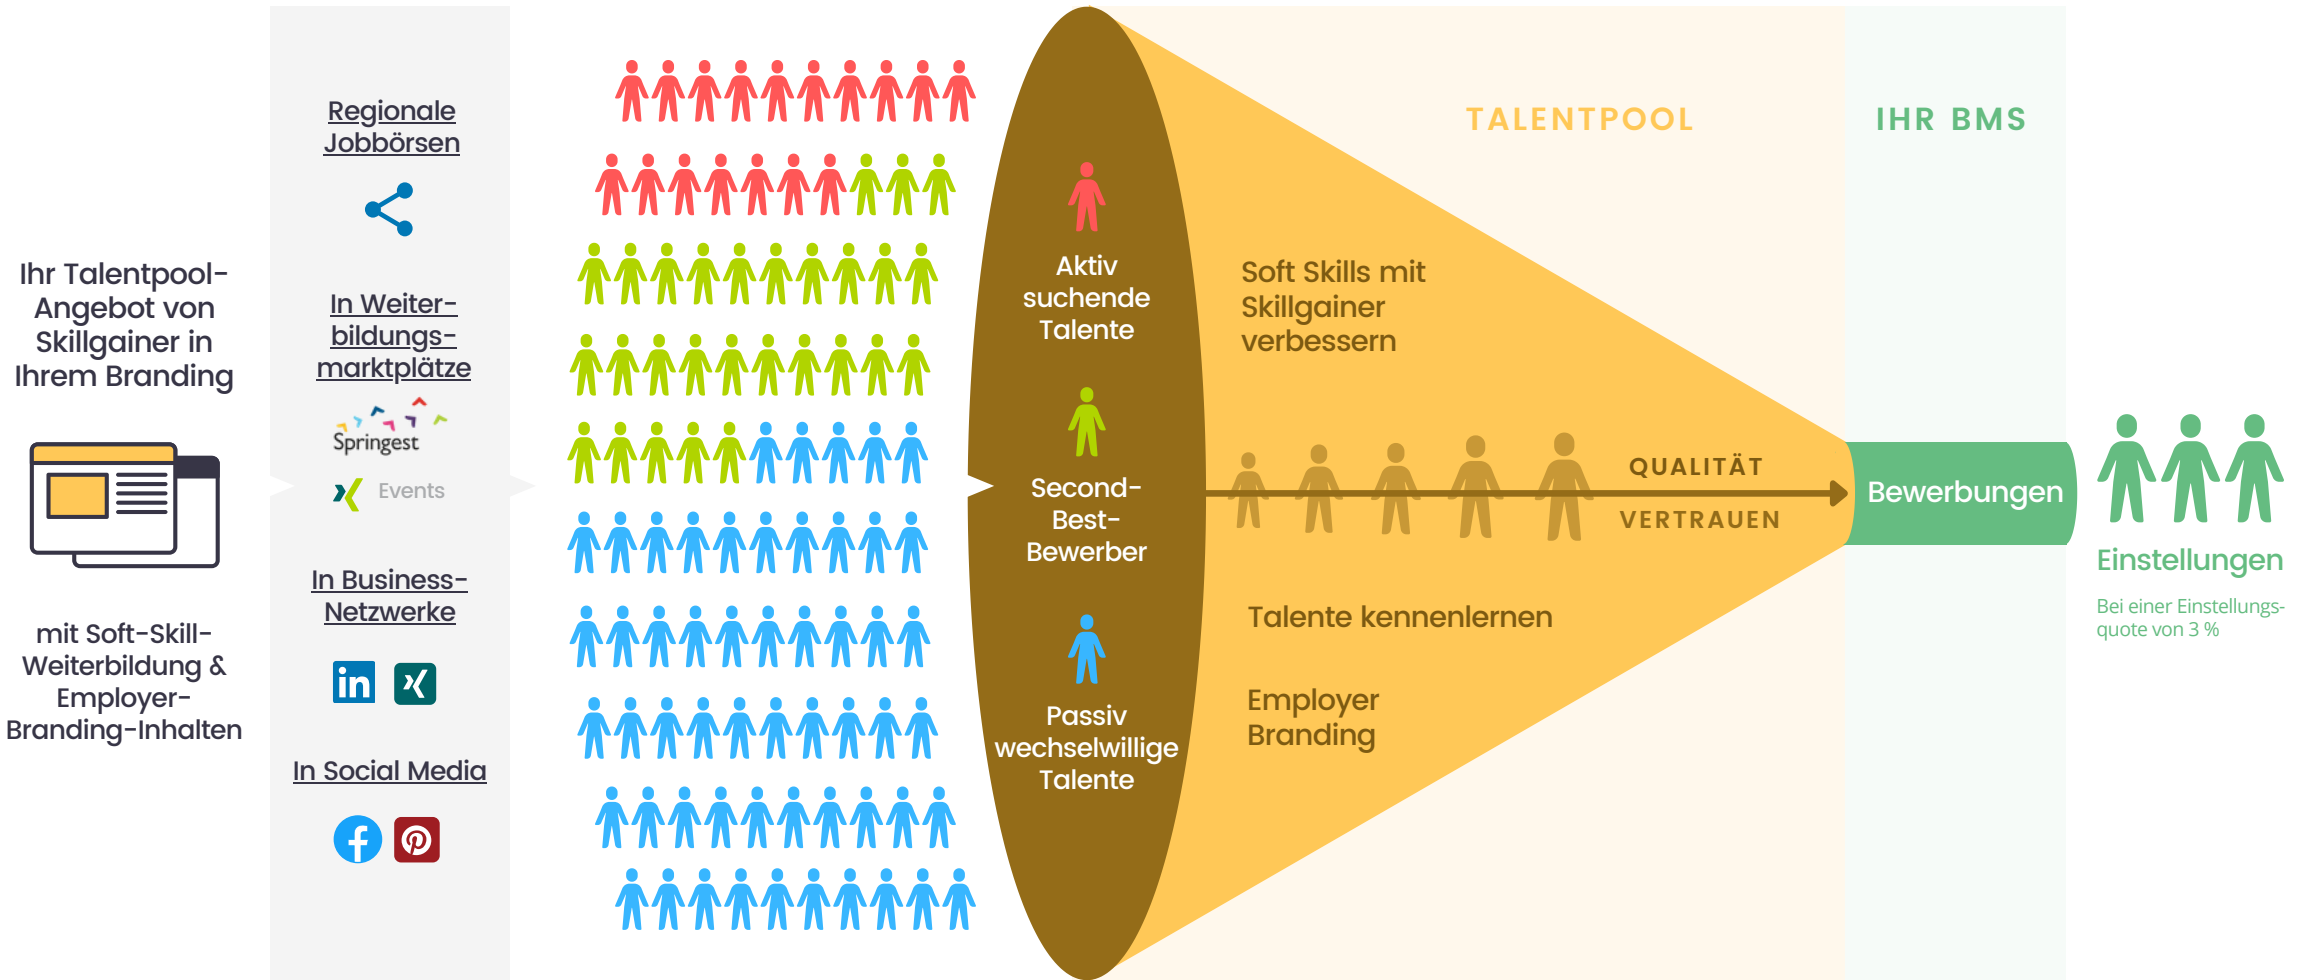 Ihr Talentpool-
Angebot von
Skillgainer in
Ihrem Branding
mit Soft-Skill-
Weiterbildung &
Employer-
Branding-Inhalten
Regionale
Jobbörsen
In Weiter-
bildungs-
marktplätze
Springest
Events
In Business-
Netzwerke
in
In Social Media
Aktiv
suchende
Talente
Second-
Best-
Bewerber
Passiv
wechselwillige
Talente
TALENTPOOL
Soft Skills mit
Skillgainer
verbessern
QUALITÄT
VERTRAUEN
Talente kennenlernen
Employer
Branding
IHR BMS
Bewerbungen
Einstellungen
Bei einer Einstellungs-
quote von 3 %